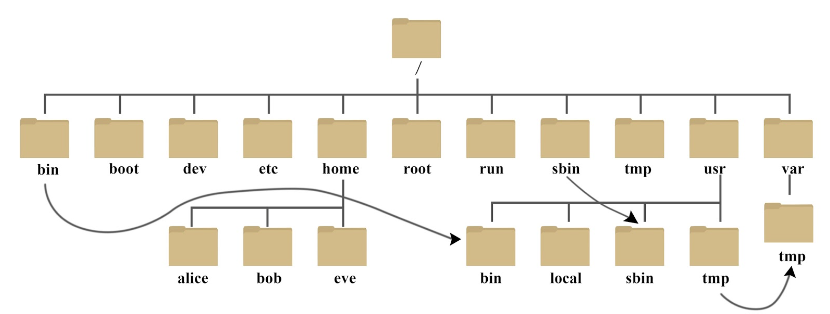 /
bin boot dev etc home root run sbin tmp usr var
alice bob eve bin local sbin tmp tmp